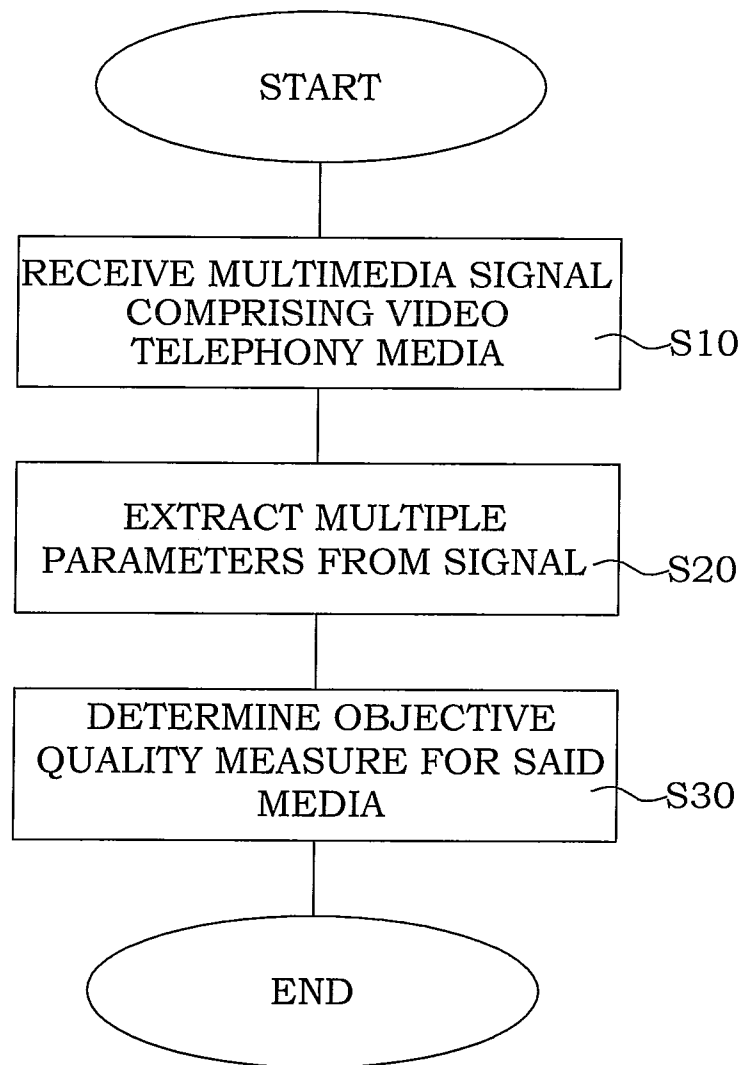 START
RECEIVE MULTIMEDIA SIGNAL
COMPRISING VIDEO
TELEPHONY MEDIA
S10
EXTRACT MULTIPLE
PARAMETERS FROM SIGNAL
S20
DETERMINE OBJECTIVE
QUALITY MEASURE FOR SAID
MEDIA
S30
END